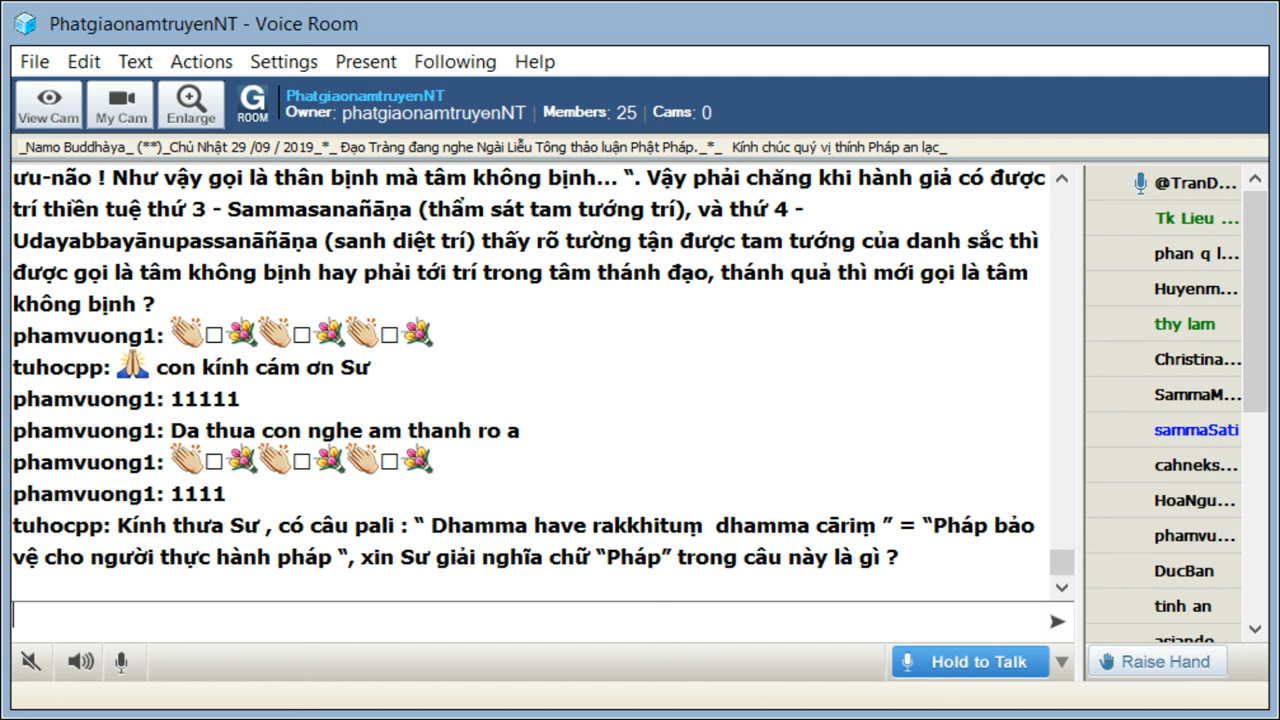 PhatgiaonamtruyenNT - Voice Room
File Edit Text Actions Settings Present Following Help
View Cam My Cam Enlarge G ROOM
PhatgiaonamtruyenNT
Owner: phatgiaonamtruyenNT | Members: 25 | Cams: 0
_Namo Buddhàya_ (**)_Chủ Nhật 29 /09 / 2019_*_ Đạo Tràng đang nghe Ngài Liễu Tông thảo luận Phật Pháp._*_ Kính chúc quý vị thính Pháp an lạc_
ưu-não ! Như vậy gọi là thân bịnh mà tâm không bịnh... “. Vậy phải chăng khi hành giả có được
trí thiền tuệ thứ 3 - Sammasanañāṇa (thẩm sát tam tướng trí), và thứ 4 -
Udayabbayānupassanāñāṇa (sanh diệt trí) thấy rõ tường tận được tam tướng của danh sắc thì
được gọi là tâm không bịnh hay phải tới trí trong tâm thánh đạo, thánh quả thì mới gọi là tâm
không bịnh ?
phamvuong1: 👏□💐👏□💐👏□💐
tuhocpp: 🙏 con kính cám ơn Sư
phamvuong1: 11111
phamvuong1: Da thua con nghe am thanh ro a
phamvuong1: 👏□💐👏□💐👏□💐
phamvuong1: 1111
tuhocpp: Kính thưa Sư , có câu pali : “ Dhamma have rakkhituṃ dhamma cāriṃ ” = “Pháp bảo
vệ cho người thực hành pháp “, xin Sư giải nghĩa chữ “Pháp” trong câu này là gì ?
@TranD...
Tk Lieu ...
phan q l...
Huyenm...
thy lam
Christina...
SammaM...
sammaSati
cahneks...
HoaNgu...
phamvu...
DucBan
tinh an
Hold to Talk
Raise Hand